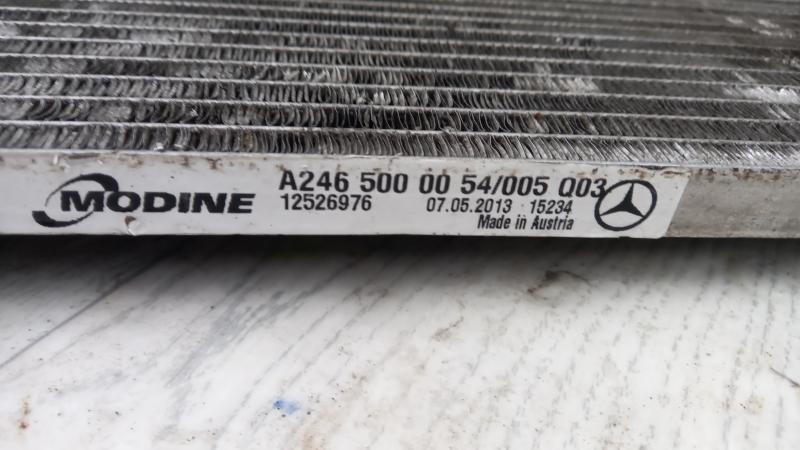 MODINE
A246 500 00 54/005 Q03
12526976 07.05.2013 15234
Made in Austria